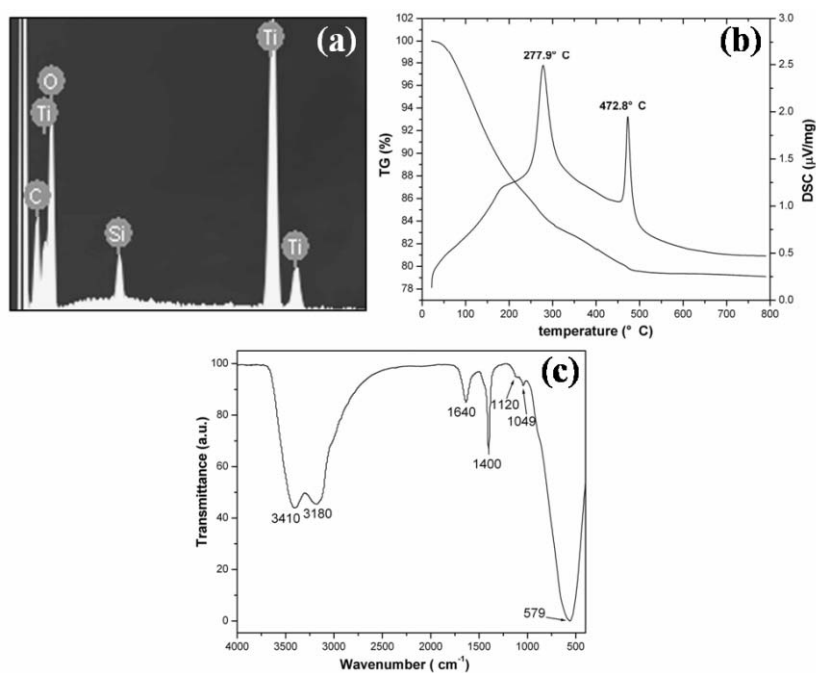 (a)
Ti
O
Ti
C
Si
Ti
(b)
277.9° C
472.8° C
TG (%)
102
100
98
96
94
92
90
88
86
84
82
80
78
DSC (µV/mg)
3.0
2.5
2.0
1.5
1.0
0.5
0.0
0 100 200 300 400 500 600 700 800
temperature (° C)
(c)
Transmittance (a.u.)
100
80
60
40
20
0
3410
3180
1640
1400
1120
1049
579
4000 3500 3000 2500 2000 1500 1000 500
Wavenumber ( cm⁻¹)